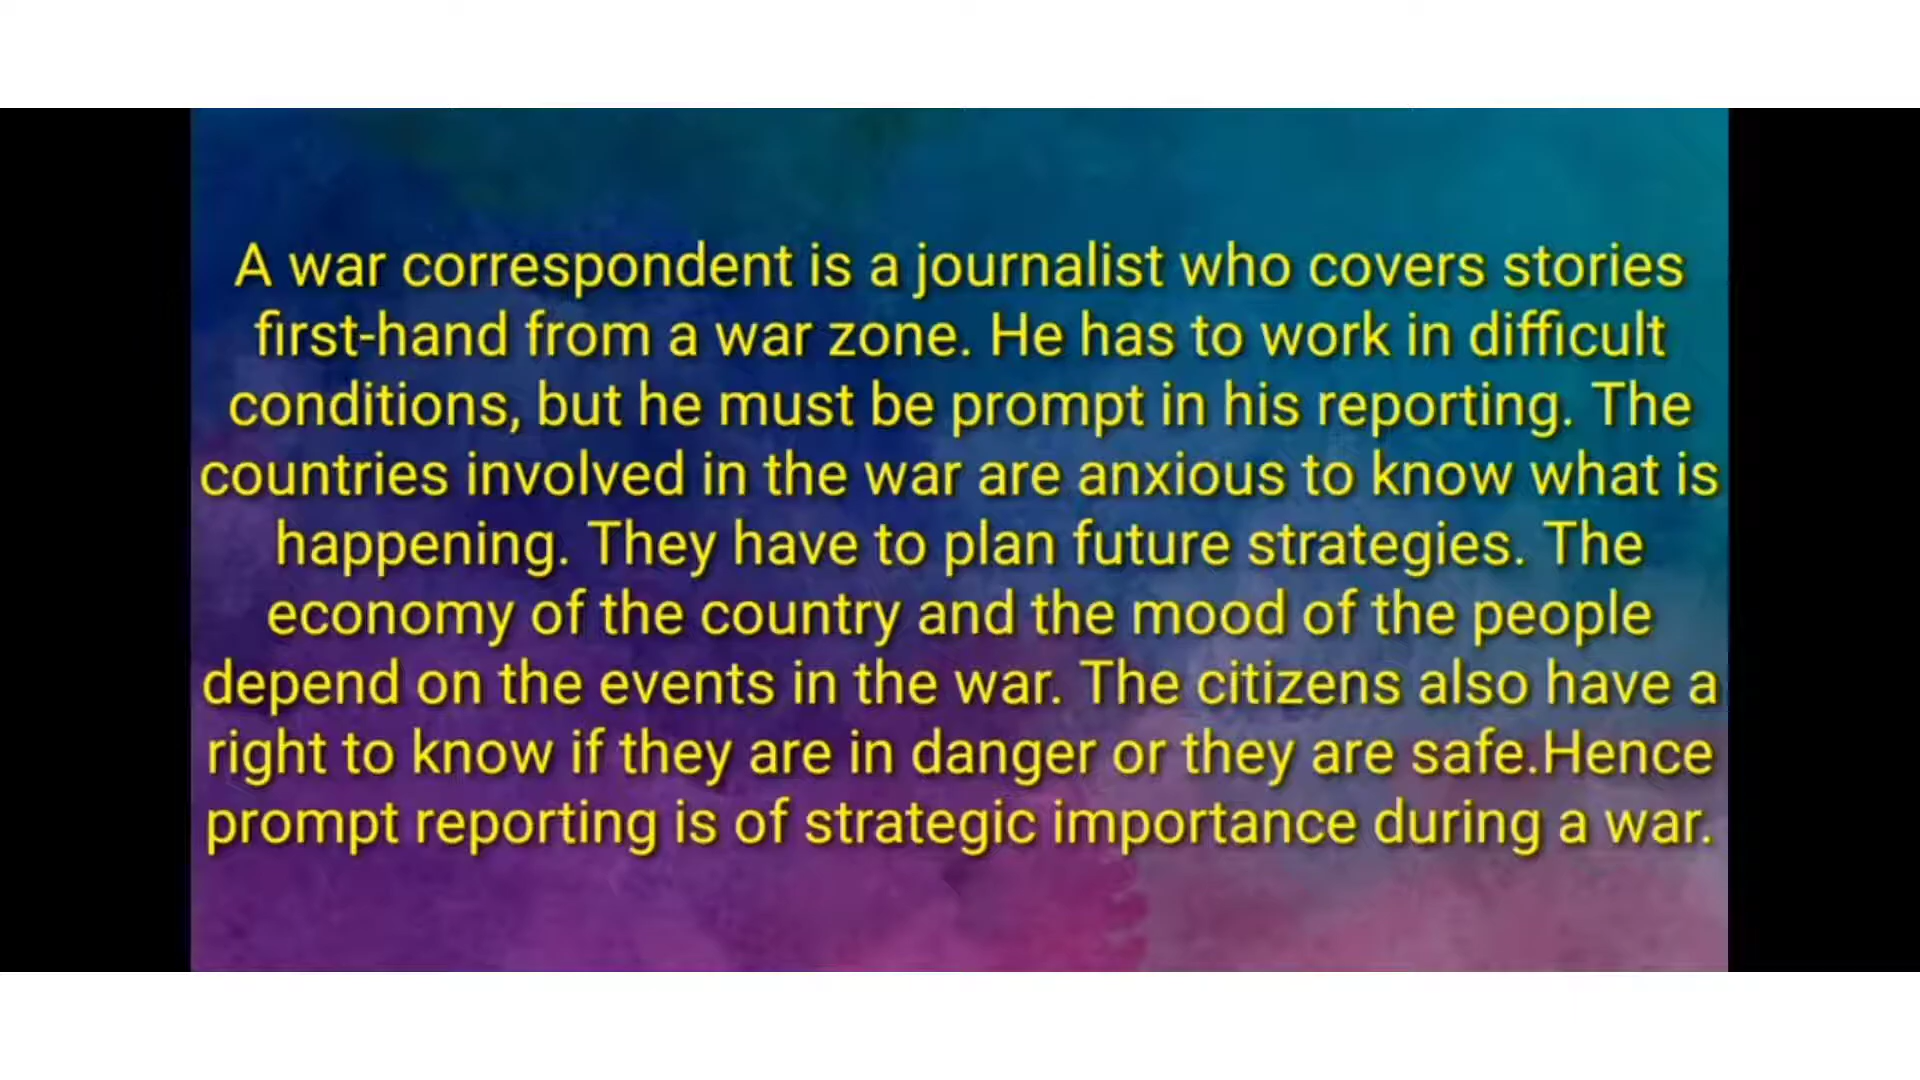 A war correspondent is a journalist who covers stories
first-hand from a war zone. He has to work in difficult
conditions, but he must be prompt in his reporting. The
countries involved in the war are anxious to know what is
happening. They have to plan future strategies. The
economy of the country and the mood of the people
depend on the events in the war. The citizens also have a
right to know if they are in danger or they are safe.Hence
prompt reporting is of strategic importance during a war.